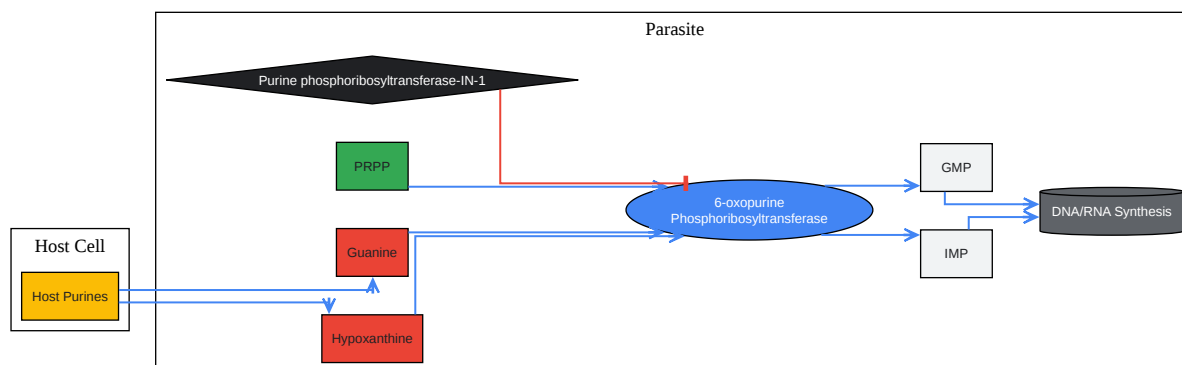 Parasite
Purine phosphoribosyltransferase-IN-1
PRPP
GMP
6-oxopurine
Phosphoribosyltransferase
DNA/RNA Synthesis
Host Cell
Guanine
IMP
Host Purines
Hypoxanthine